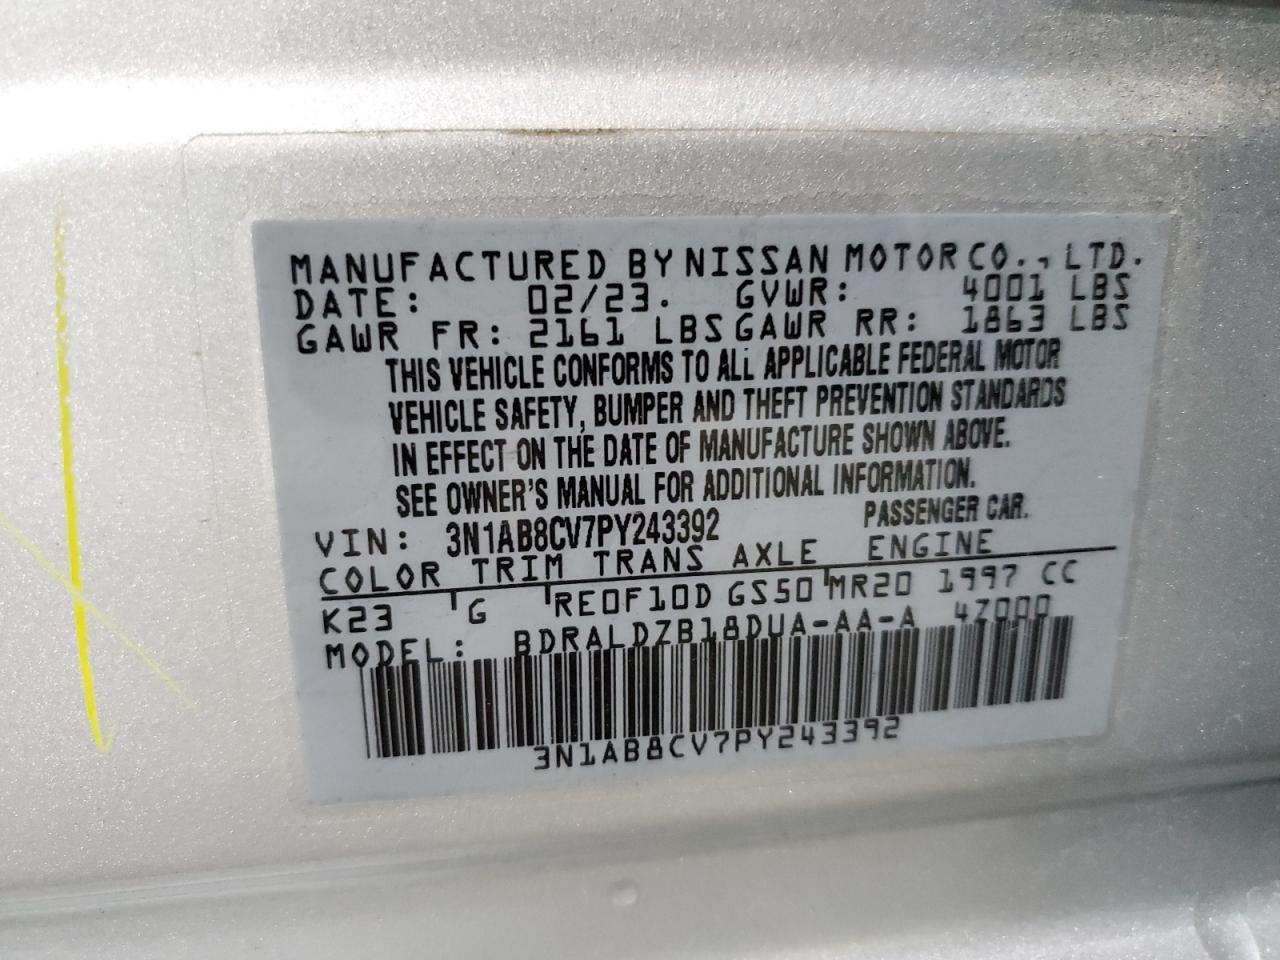 MANUFACTURED BY NISSAN MOTOR CO., LTD.
DATE: 02/23. GVWR: 4001 LBS
GAWR FR: 2161 LBS GAWR RR: 1863 LBS
THIS VEHICLE CONFORMS TO ALL APPLICABLE FEDERAL MOTOR
VEHICLE SAFETY, BUMPER AND THEFT PREVENTION STANDARDS
IN EFFECT ON THE DATE OF MANUFACTURE SHOWN ABOVE.
SEE OWNER'S MANUAL FOR ADDITIONAL INFORMATION.
VIN: 3N1AB8CV7PY243392 PASSENGER CAR.
COLOR TRIM TRANS AXLE ENGINE
K23 G RE0F10D GS50 MR20 1997 CC
MODEL: BDRALDZB18DUA-AA-A 4Z000
3N1AB8CV7PY243392